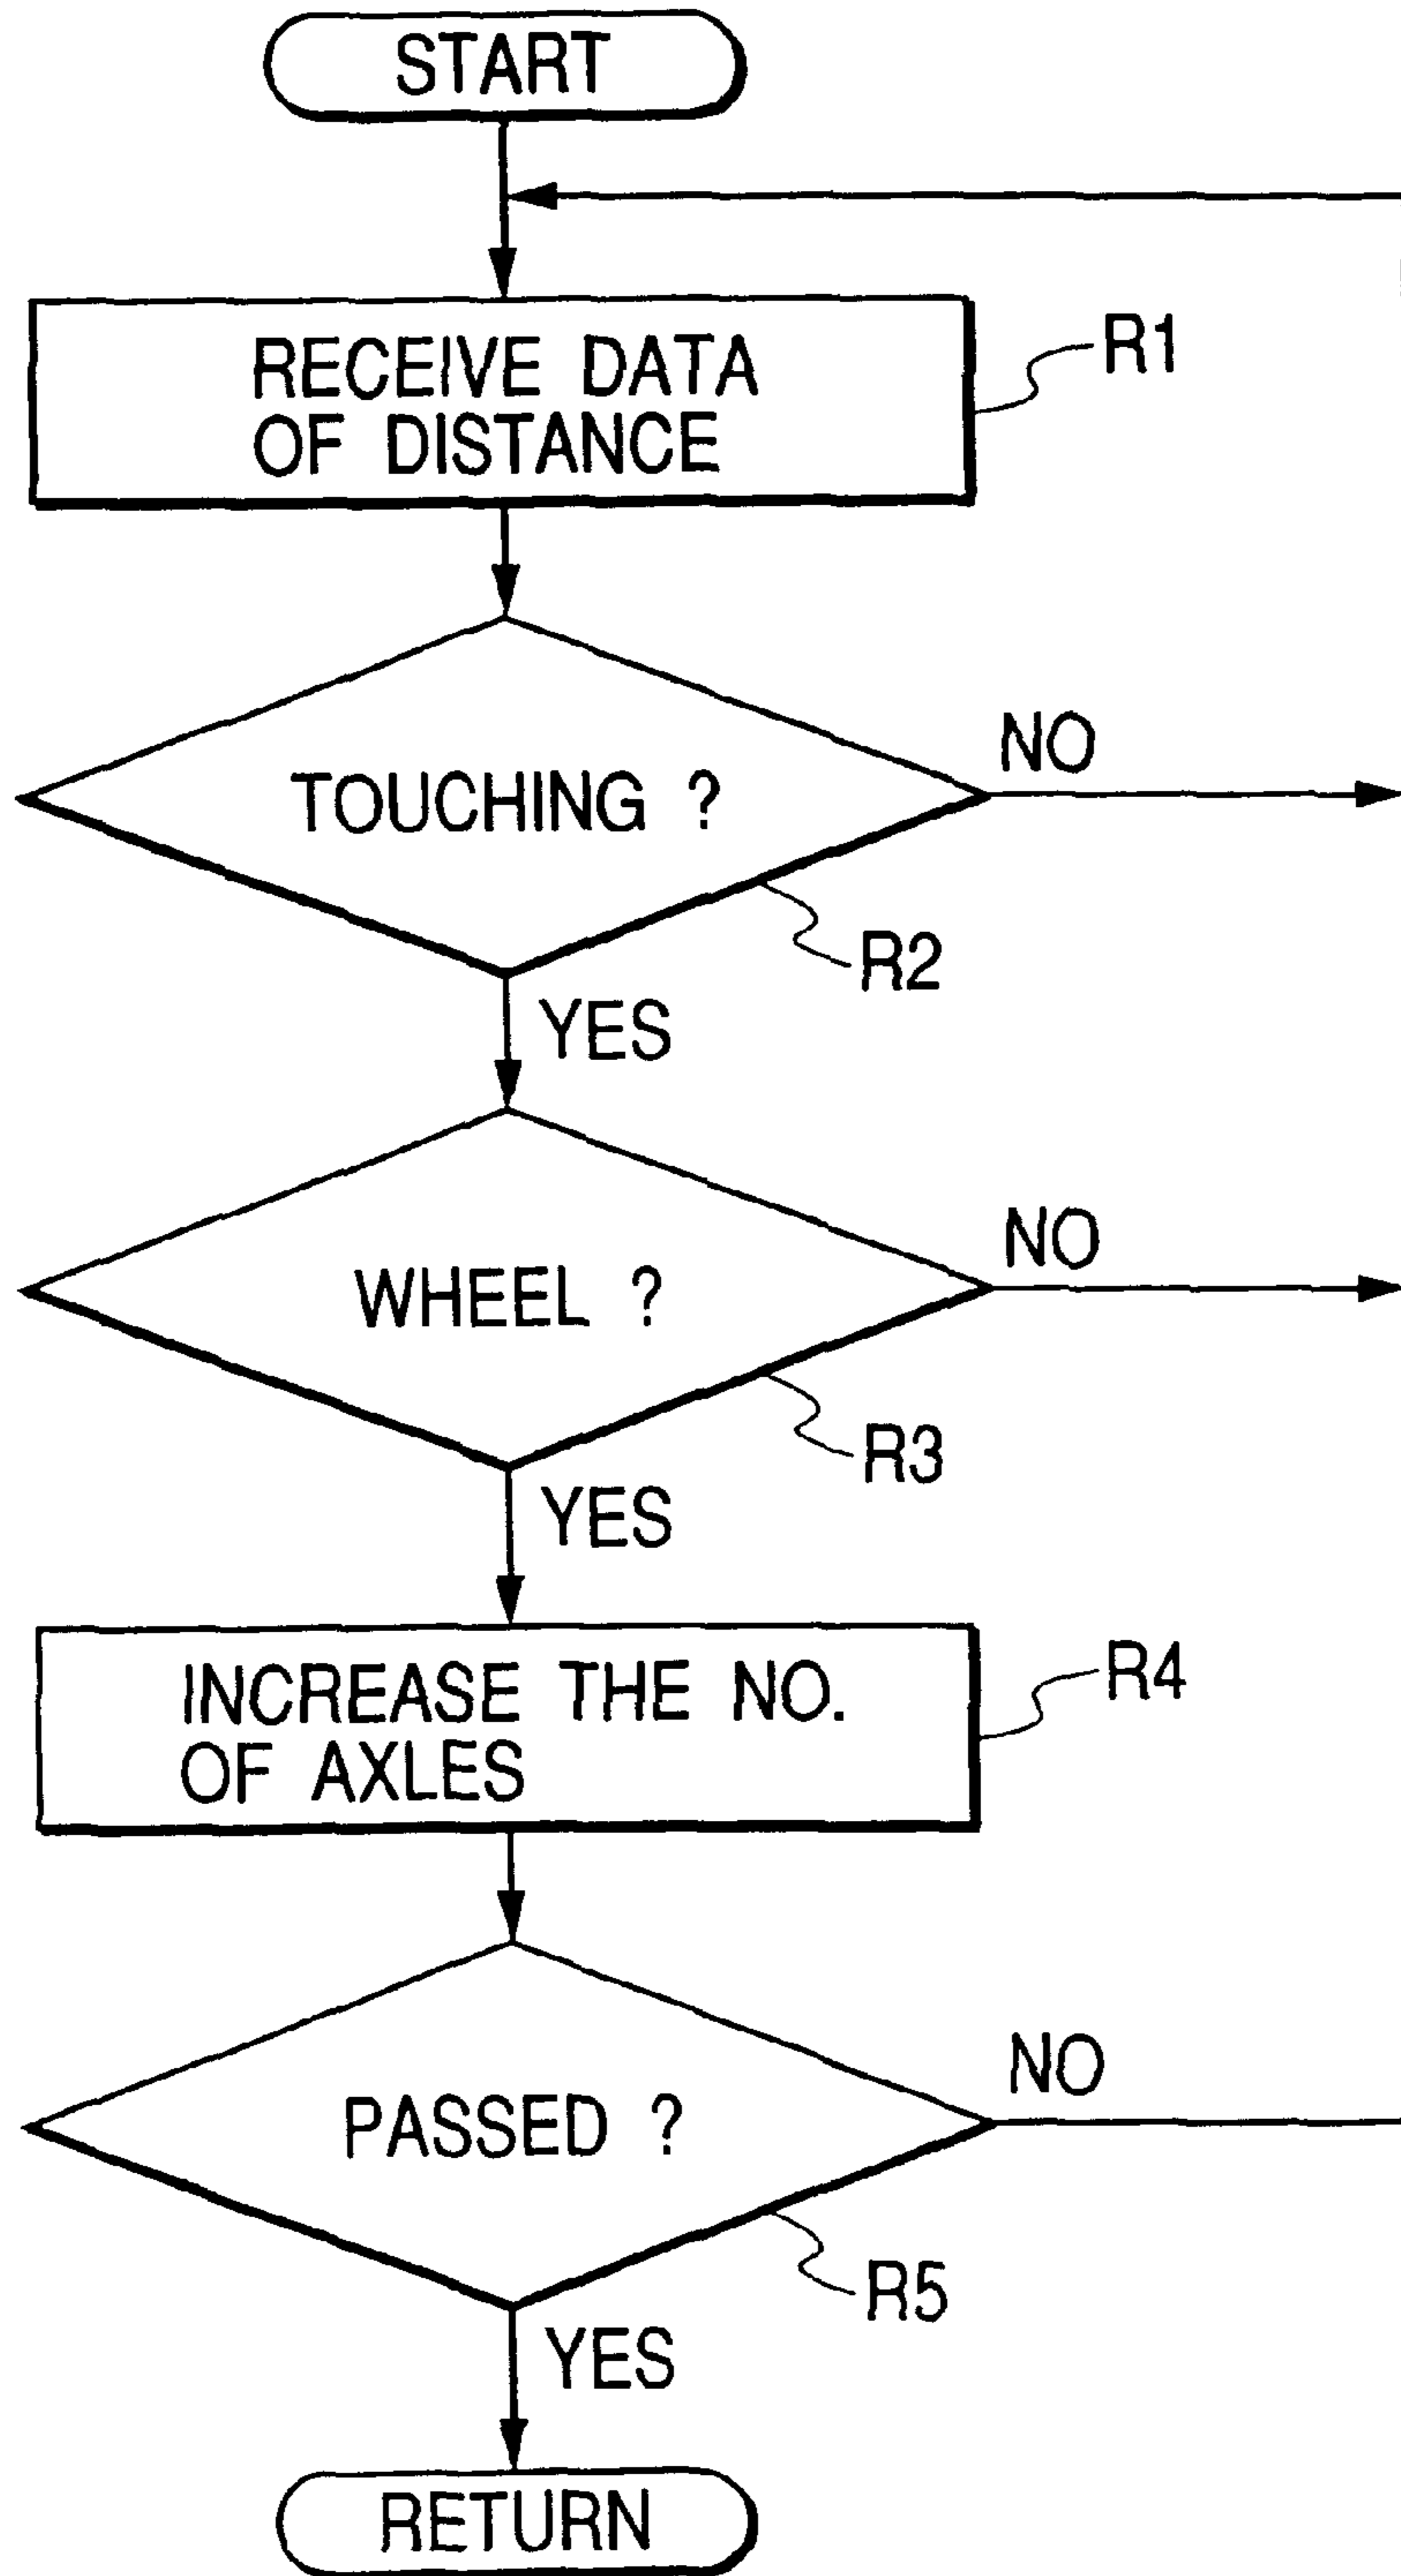 START
RECEIVE DATA
OF DISTANCE
R1
TOUCHING ?
NO
R2
YES
WHEEL ?
NO
R3
YES
INCREASE THE NO.
OF AXLES
R4
PASSED ?
NO
R5
YES
RETURN